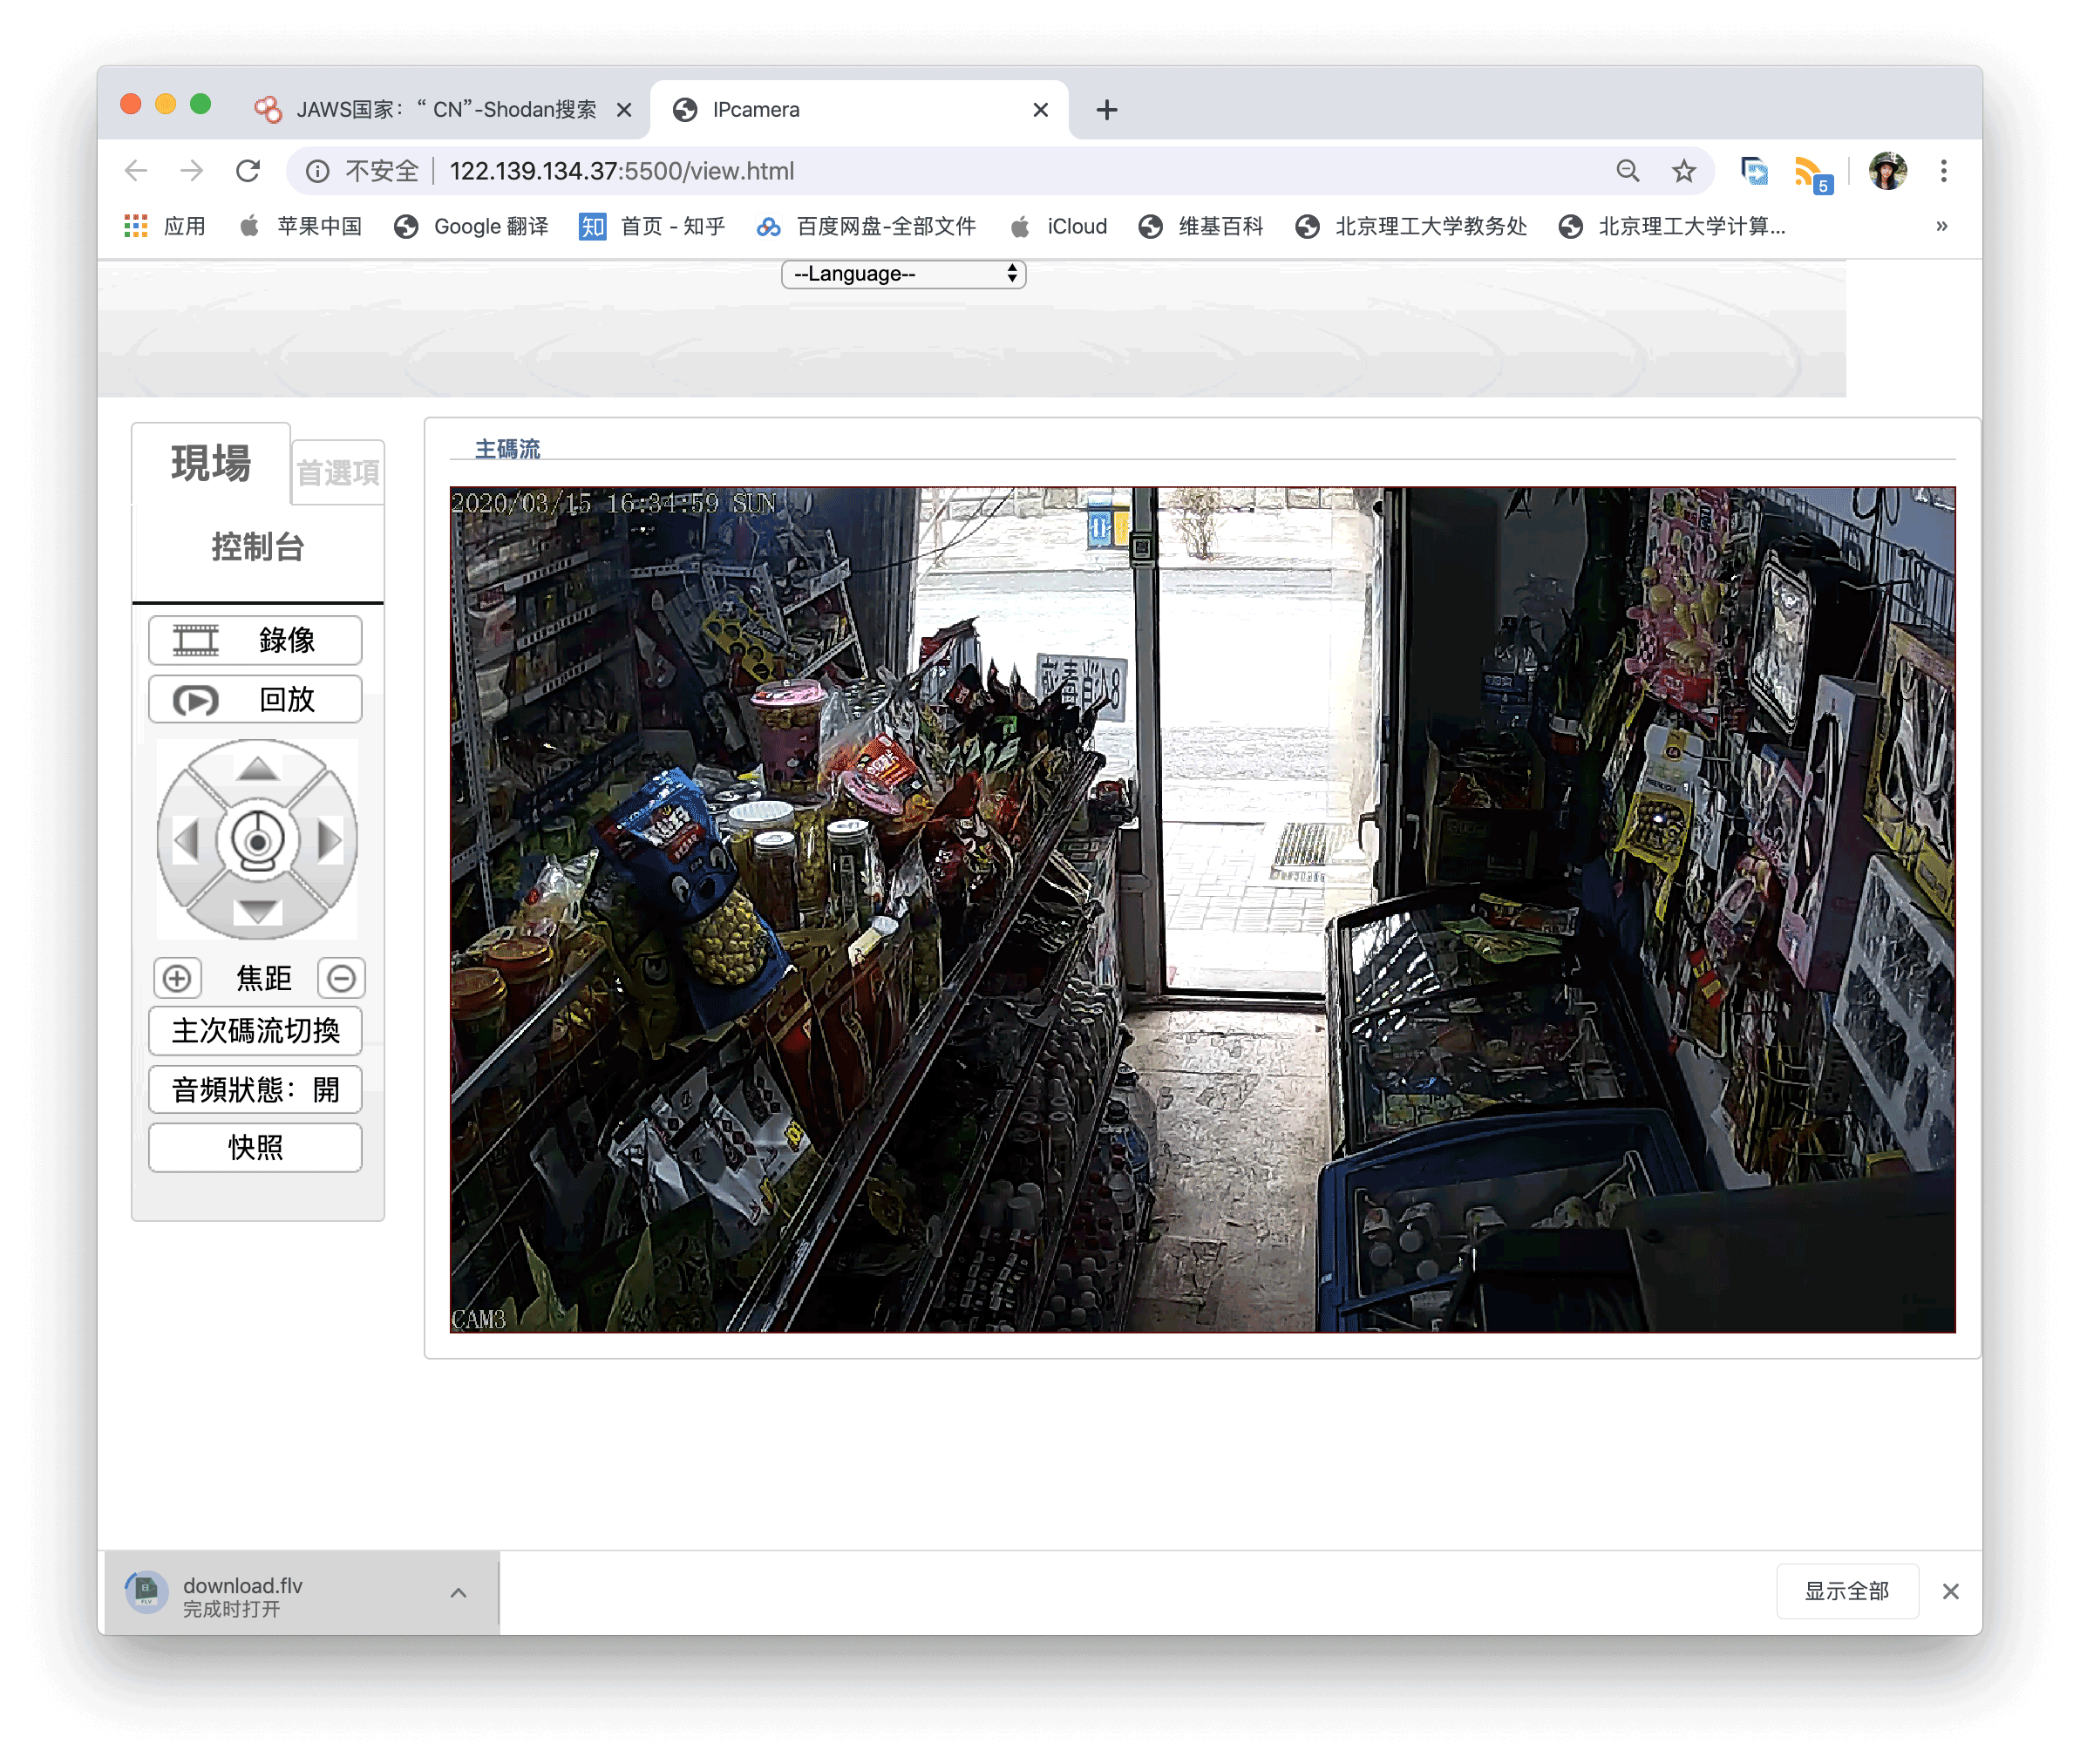 JAWS国家：“ CN”-Shodan搜索
IPcamera
不安全 122.139.134.37:5500/view.html
5
应用 苹果中国 Google 翻译 知 首页 - 知乎 百度网盘-全部文件 iCloud 维基百科 北京理工大学教务处 北京理工大学计算... »
--Language--
現場 首選項
控制台
錄像
回放
焦距
主次碼流切換
音頻狀態：開
快照
主碼流
2020/03/15 16:34:59 SUN
CAM3
download.flv
完成时打开
显示全部